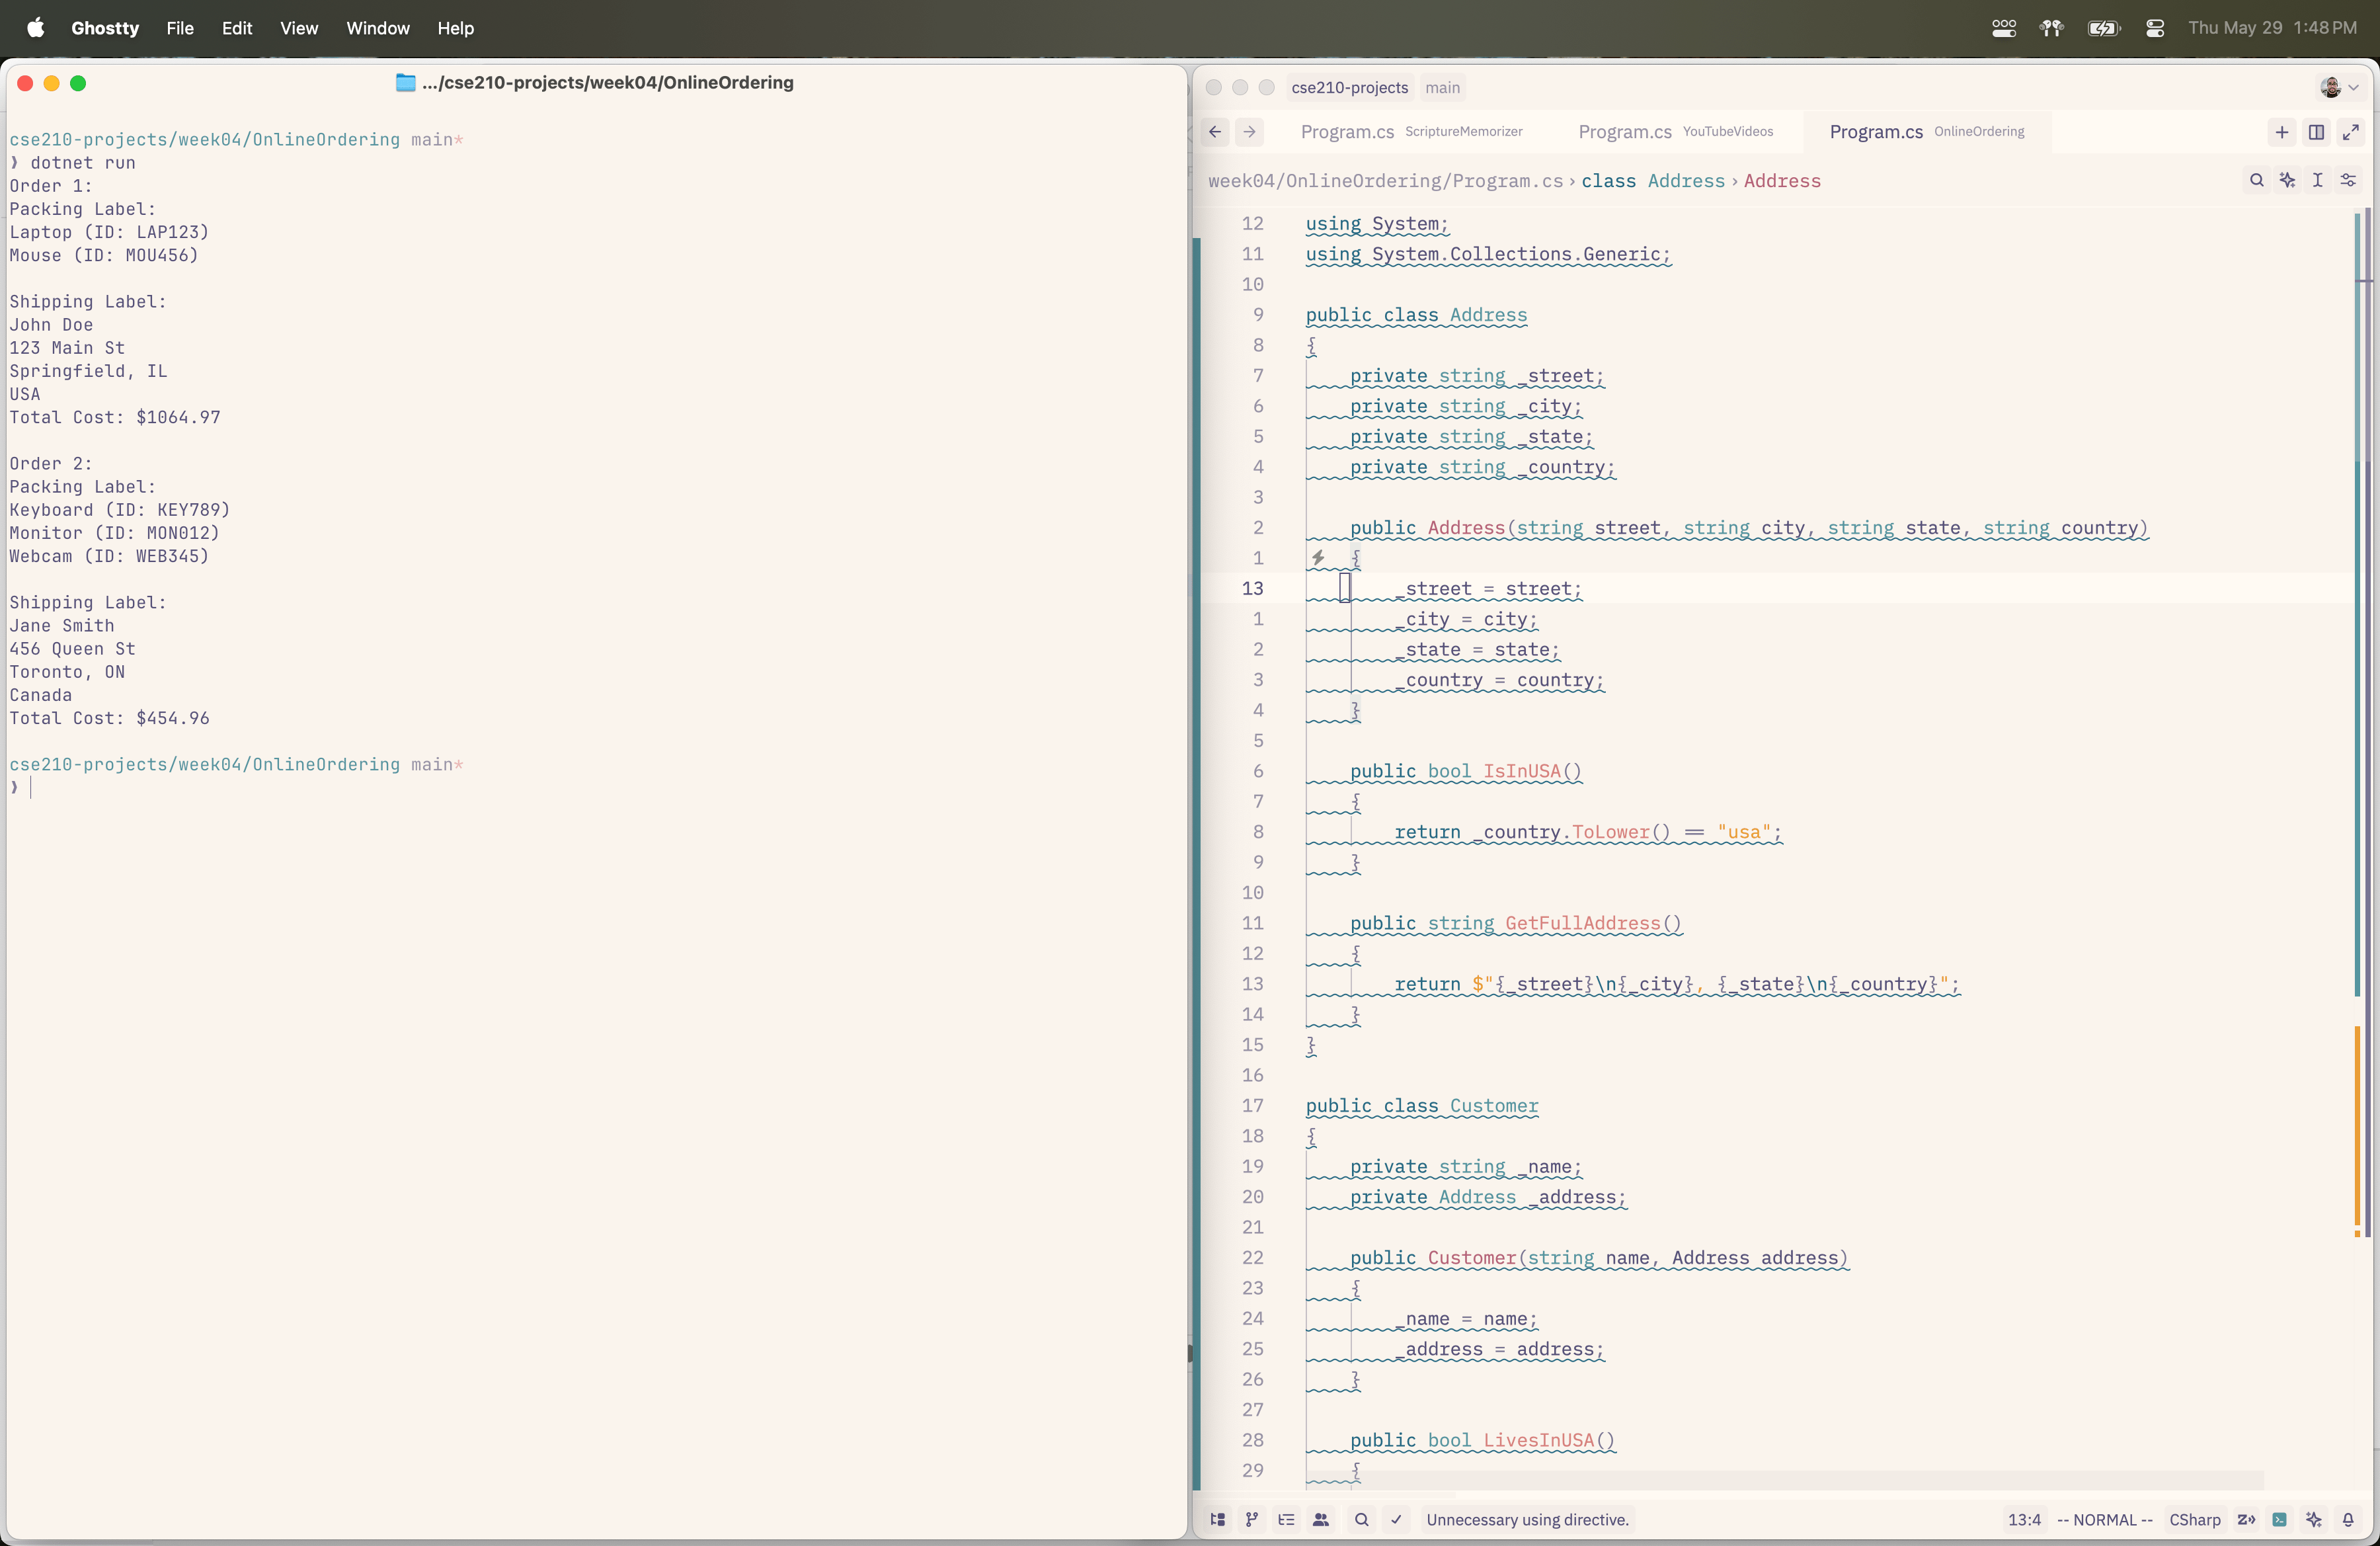 Ghostty File Edit View Window Help Thu May 29 1:48 PM
.../cse210-projects/week04/OnlineOrdering
cse210-projects/week04/OnlineOrdering main*
❫ dotnet run
Order 1:
Packing Label:
Laptop (ID: LAP123)
Mouse (ID: MOU456)
Shipping Label:
John Doe
123 Main St
Springfield, IL
USA
Total Cost: $1064.97
Order 2:
Packing Label:
Keyboard (ID: KEY789)
Monitor (ID: MON012)
Webcam (ID: WEB345)
Shipping Label:
Jane Smith
456 Queen St
Toronto, ON
Canada
Total Cost: $454.96
cse210-projects/week04/OnlineOrdering main*
❫
cse210-projects main
Program.cs ScriptureMemorizer Program.cs YouTubeVideos Program.cs OnlineOrdering
week04/OnlineOrdering/Program.cs › class Address › Address
12 using System;
11 using System.Collections.Generic;
10
9 public class Address
8 {
7 private string _street;
6 private string _city;
5 private string _state;
4 private string _country;
3
2 public Address(string street, string city, string state, string country)
1 {
13 _street = street;
1 _city = city;
2 _state = state;
3 _country = country;
4 }
5
6 public bool IsInUSA()
7 {
8 return _country.ToLower() == "usa";
9 }
10
11 public string GetFullAddress()
12 {
13 return $"{_street}\n{_city}, {_state}\n{_country}";
14 }
15 }
16
17 public class Customer
18 {
19 private string _name;
20 private Address _address;
21
22 public Customer(string name, Address address)
23 {
24 _name = name;
25 _address = address;
26 }
27
28 public bool LivesInUSA()
29 {
Unnecessary using directive. 13:4 -- NORMAL -- CSharp